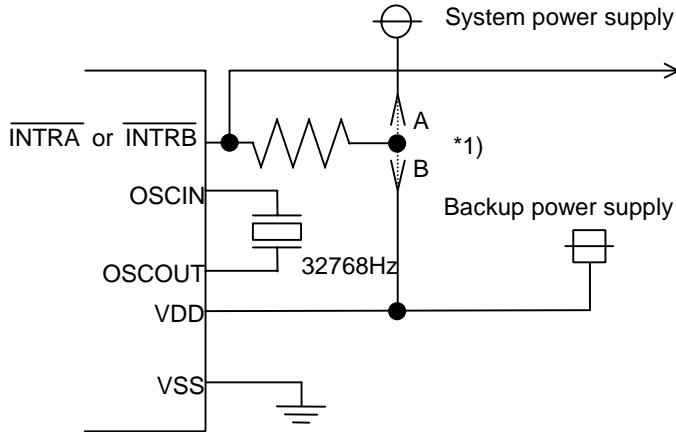 System power supply
A
INTRA or INTRB
*1)
B
OSCIN
Backup power supply
OSCOUT
32768Hz
VDD
VSS